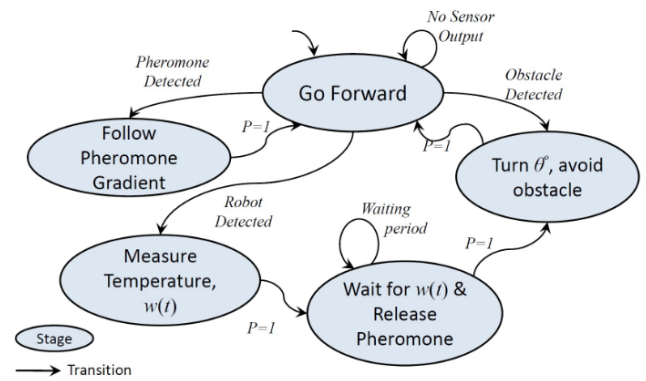 No Sensor
Output
Pheromone
Detected
Obstacle
Detected
Go Forward
P=1
P=1
Follow
Pheromone
Gradient
Turn θ°, avoid
obstacle
Robot
Detected
Waiting
period
P=1
Measure
Temperature,
w(t)
Wait for w(t) &
Release
Pheromone
P=1
Stage
Transition